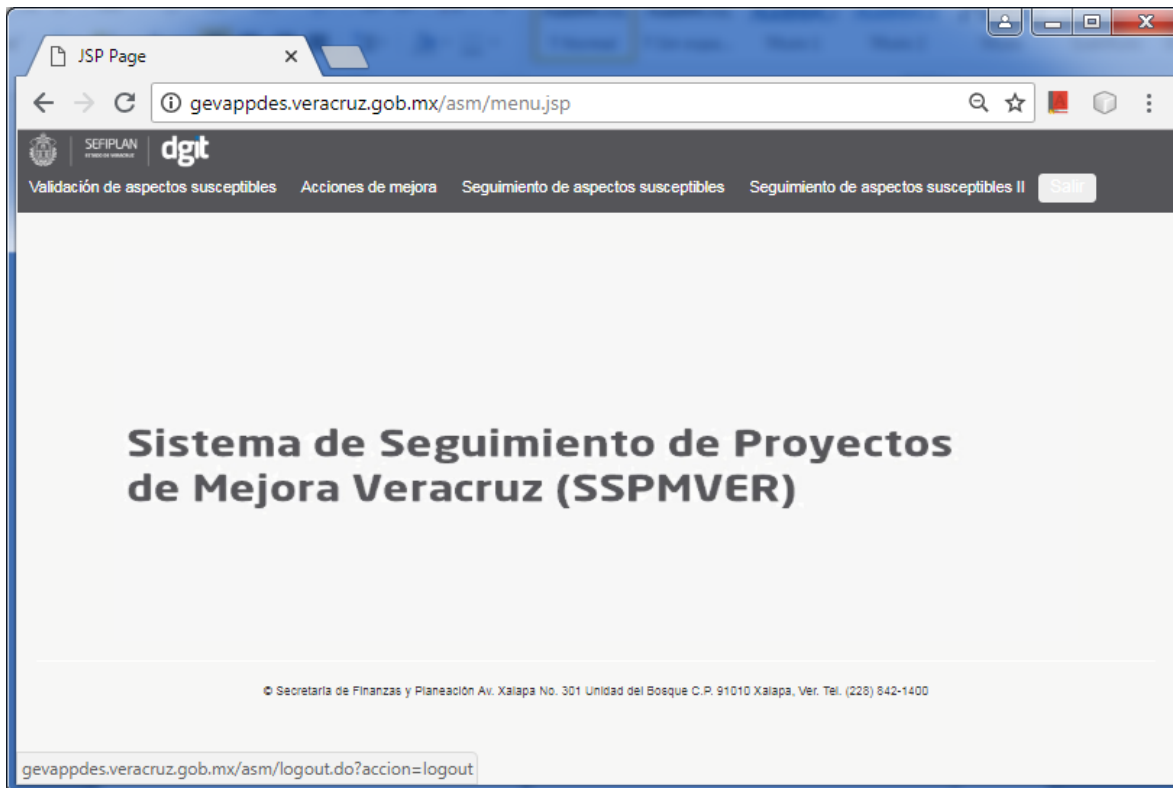 JSP Page
gevappdes.veracruz.gob.mx/asm/menu.jsp
SEFIPLAN dgit
Validación de aspectos susceptibles Acciones de mejora Seguimiento de aspectos susceptibles Seguimiento de aspectos susceptibles II Salir
Sistema de Seguimiento de Proyectos
de Mejora Veracruz (SSPMVER)
© Secretaría de Finanzas y Planeación Av. Xalapa No. 301 Unidad del Bosque C.P. 91010 Xalapa, Ver. Tel. (228) 842-1400
gevappdes.veracruz.gob.mx/asm/logout.do?accion=logout